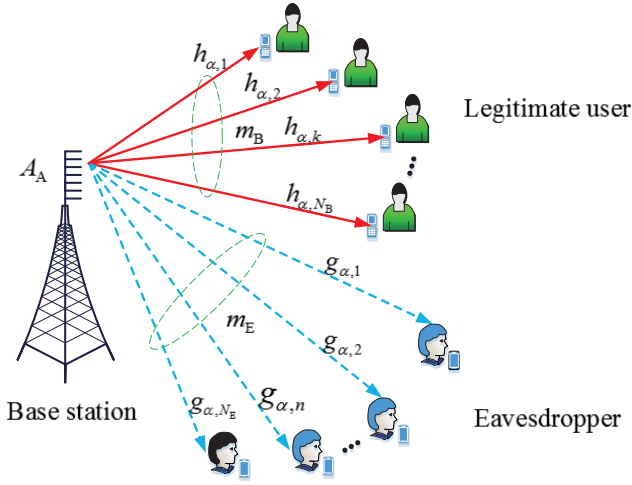 h_{α,1}
h_{α,2}
m_B h_{α,k}
Legitimate user
A_A
h_{α,N_B}
g_{α,1}
m_E
g_{α,2}
Base station
g_{α,N_E}
g_{α,n}
Eavesdropper